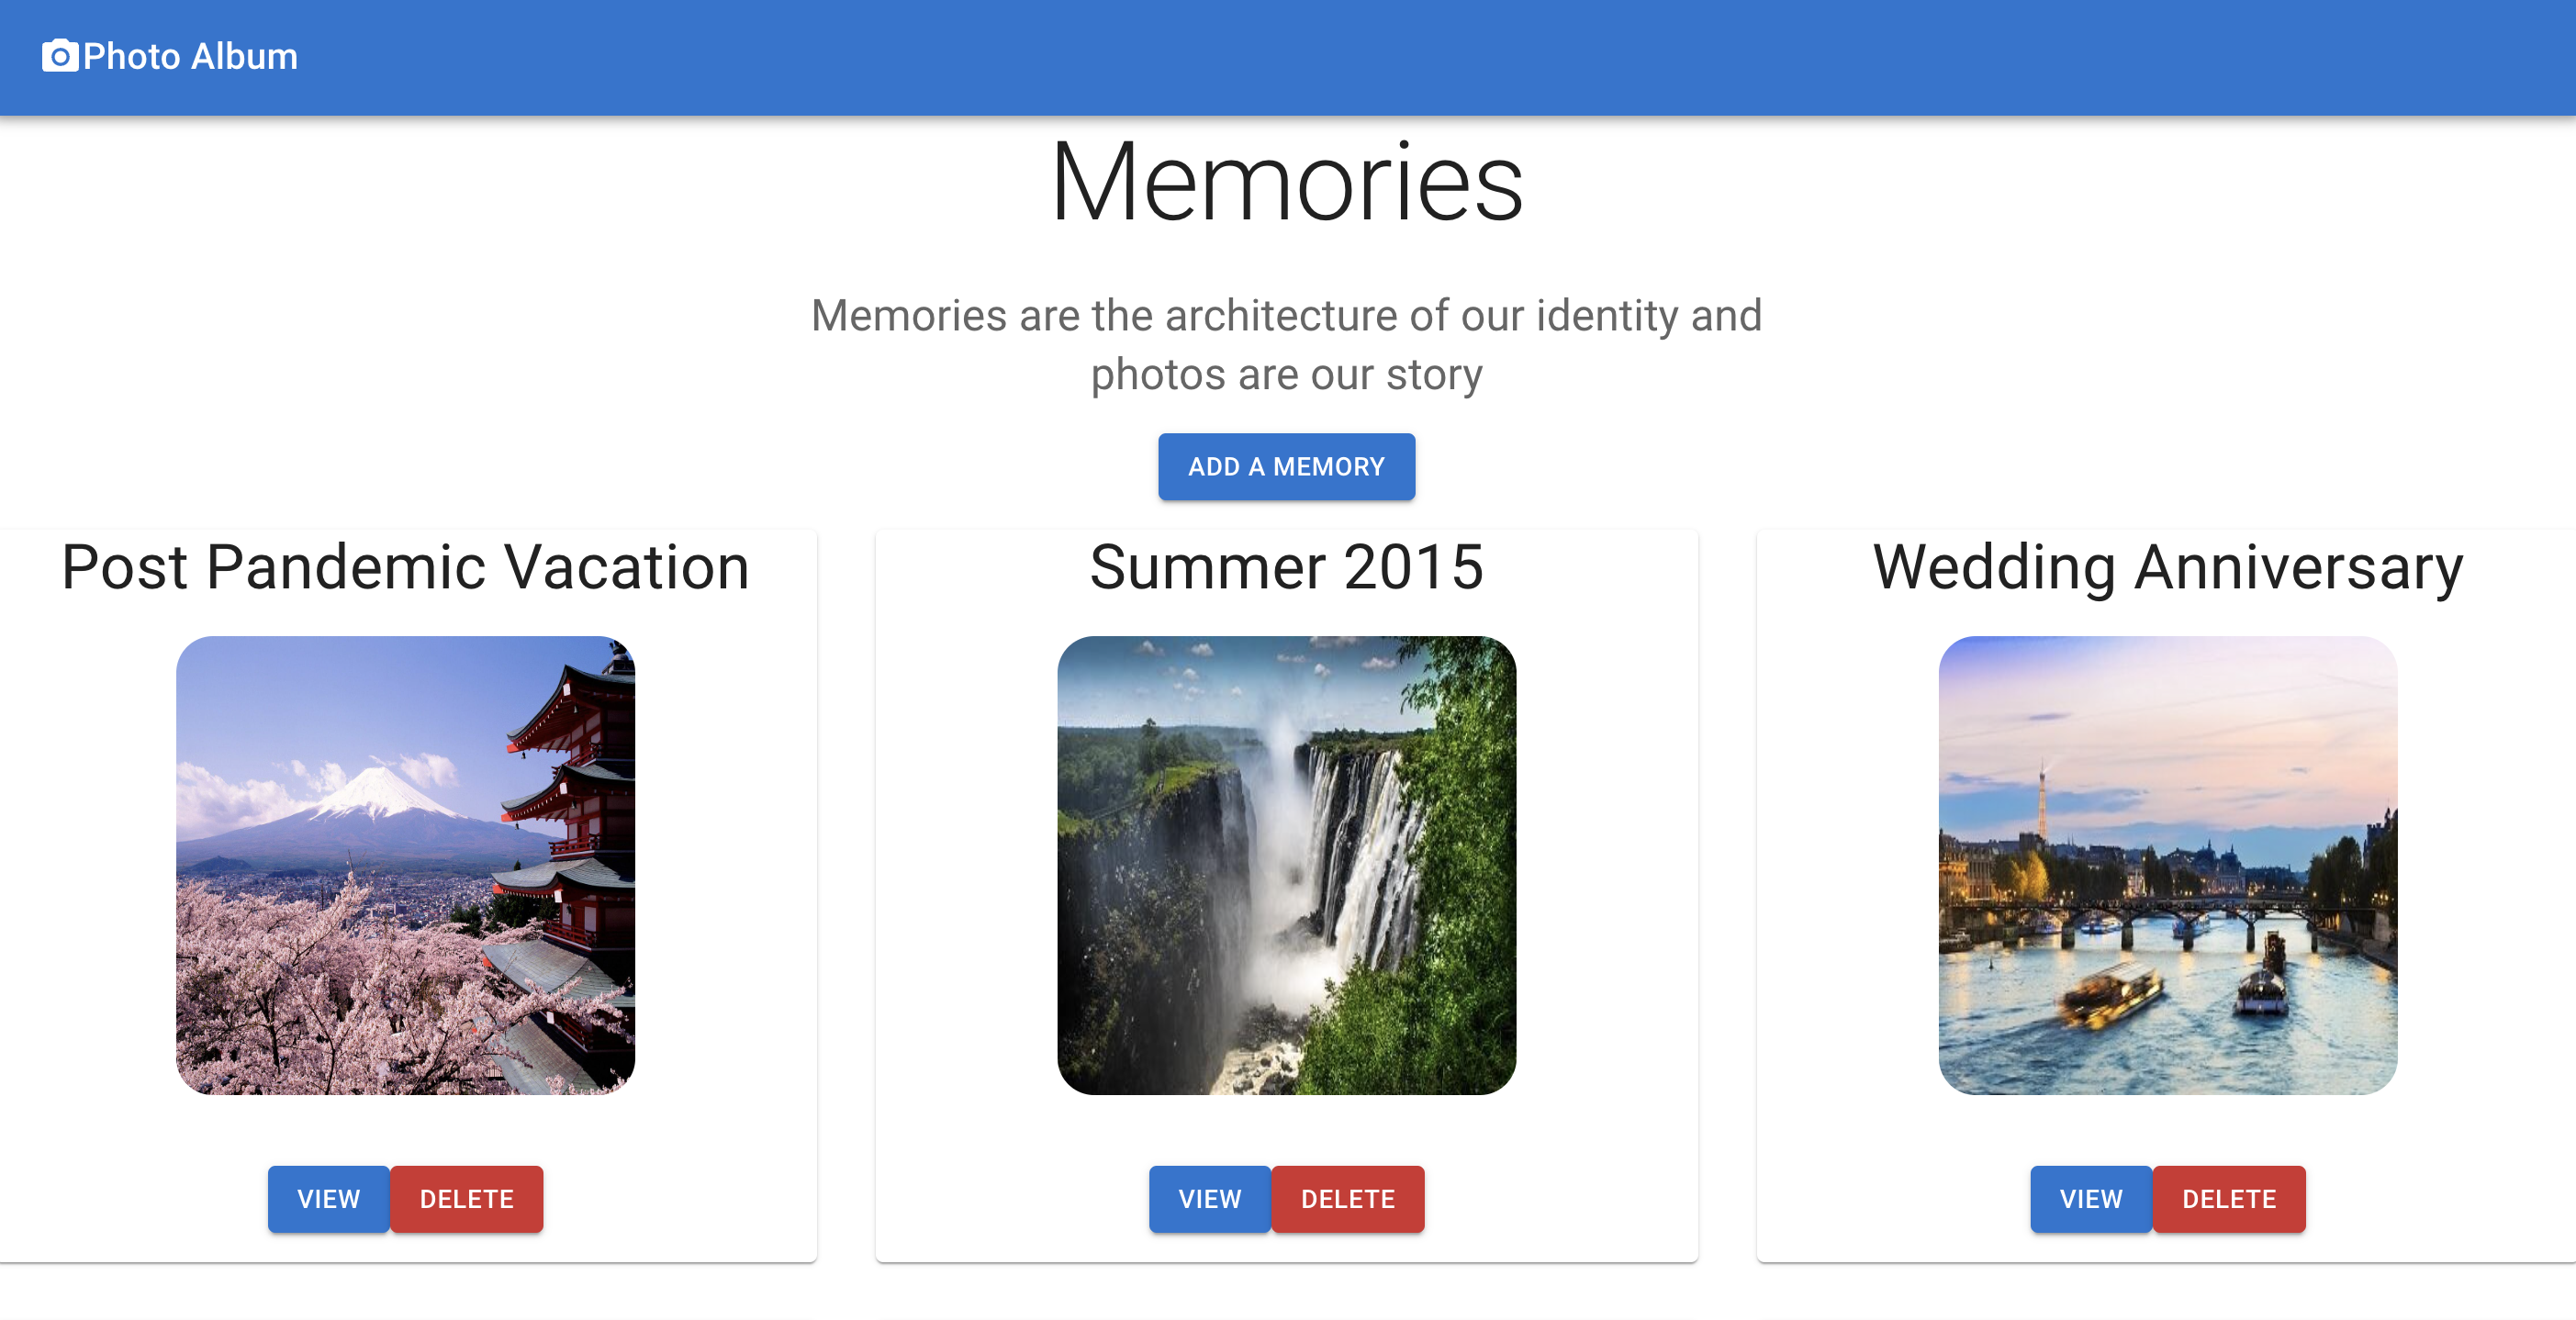 Photo Album
Memories
Memories are the architecture of our identity and
photos are our story
ADD A MEMORY
Post Pandemic Vacation
VIEW DELETE
Summer 2015
VIEW DELETE
Wedding Anniversary
VIEW DELETE